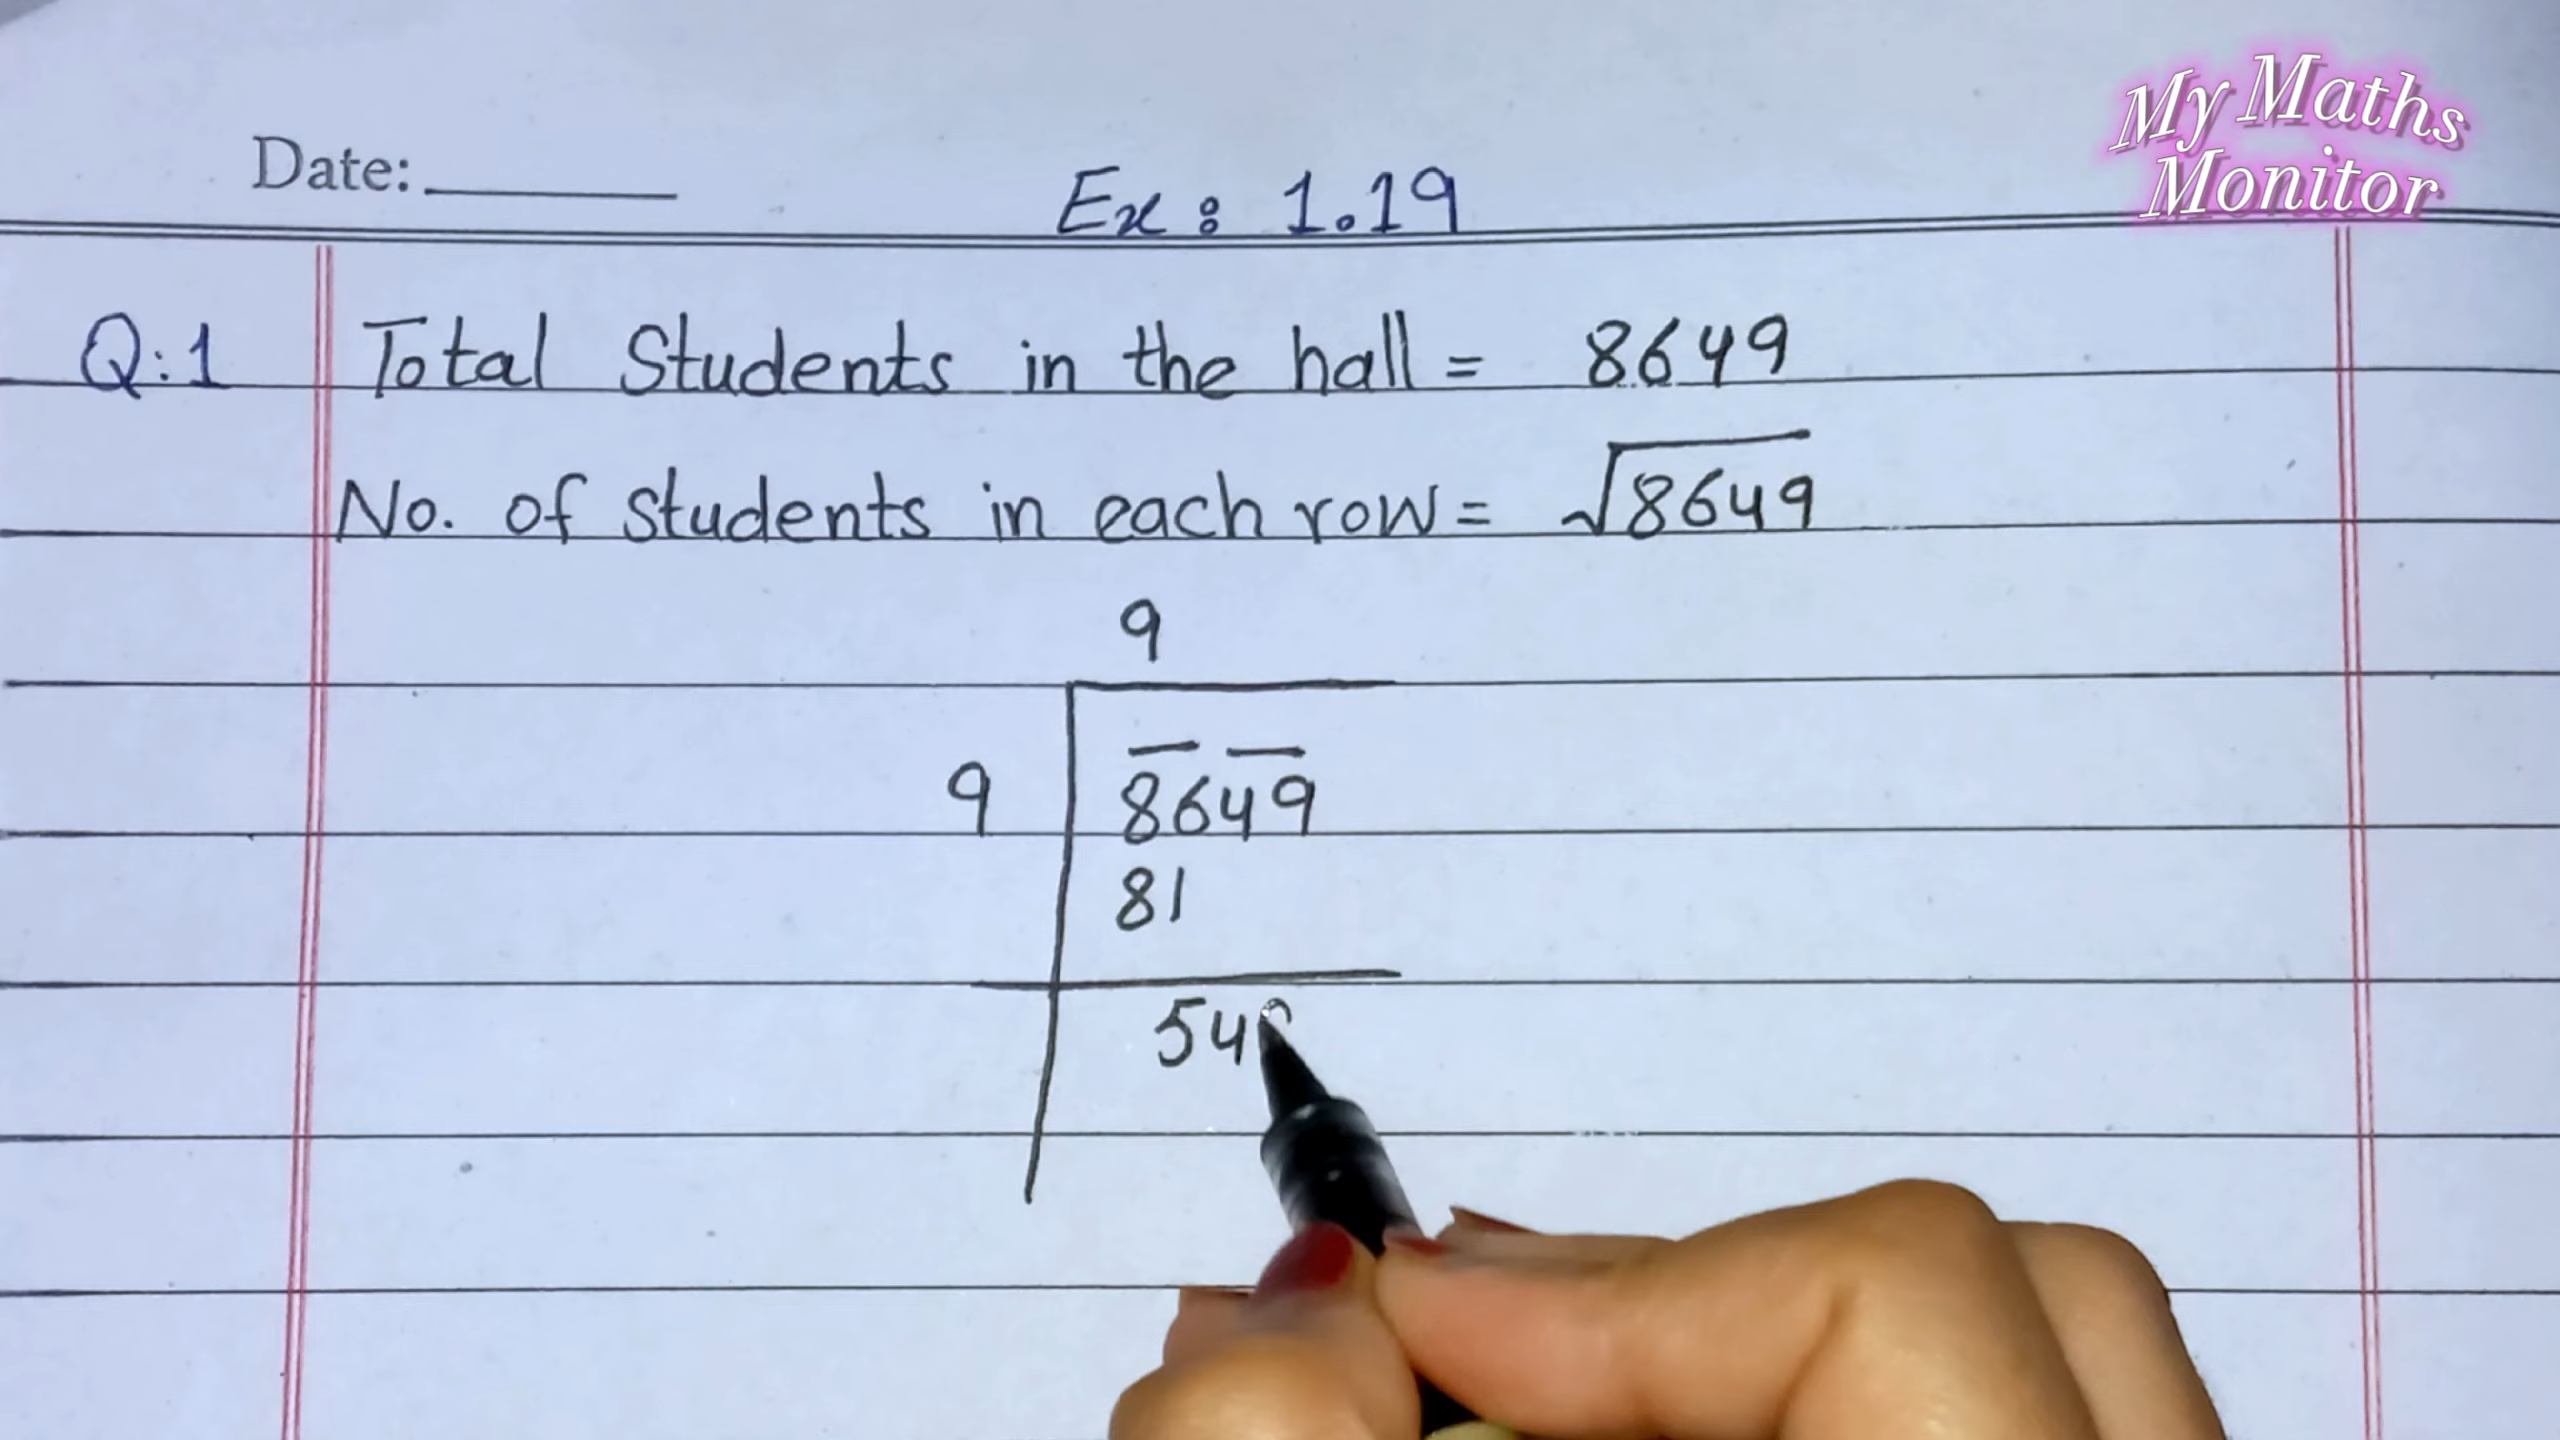 My Maths
Monitor
Date:
Ex: 1.19
Q:1 Total Students in the hall = 8649
No. of students in each row = √8649
9
9 8649
81
54